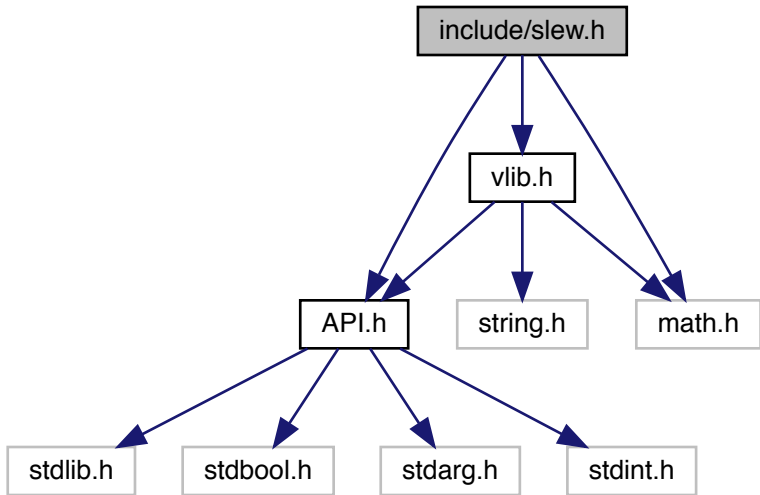 include/slew.h
vlib.h
API.h
string.h
math.h
stdlib.h
stdbool.h
stdarg.h
stdint.h